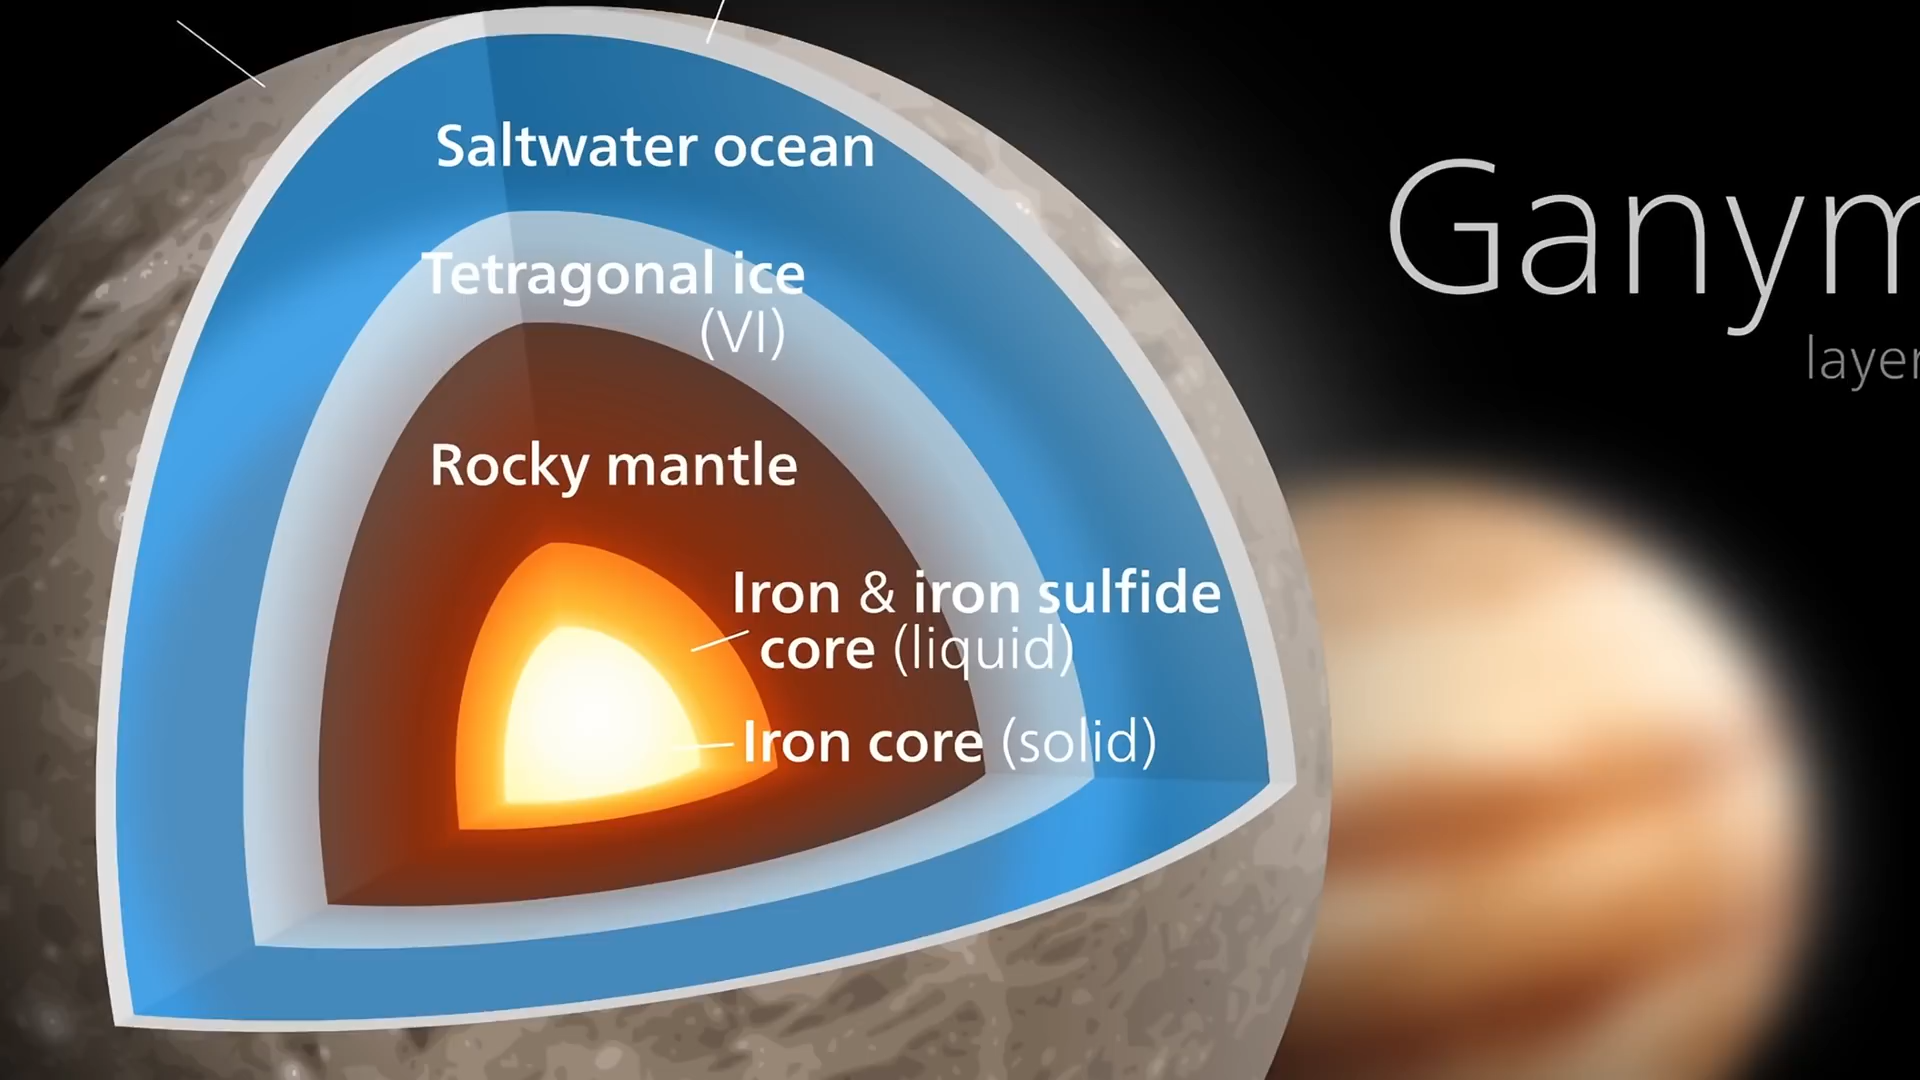 Saltwater ocean
Tetragonal ice
(VI)
Rocky mantle
Iron & iron sulfide
core (liquid)
Iron core (solid)
Ganym
layer